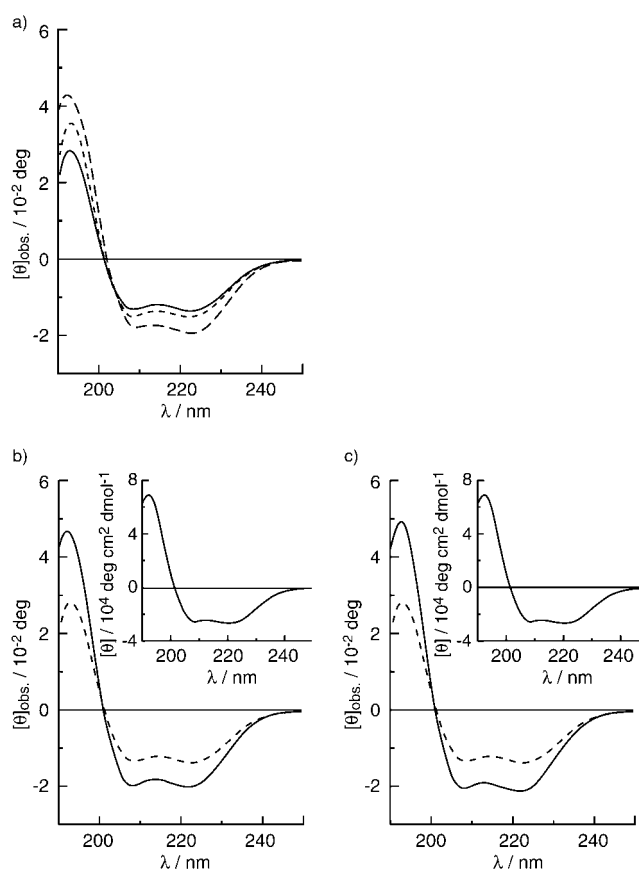 a)
6
4
2
0
-2
[θ]obs. / 10-2 deg
200 220 240
λ / nm
b)
6
4
2
0
-2
[θ]obs. / 10-2 deg
200 220 240
λ / nm
8
4
0
-4
[θ] / 104 deg cm2 dmol-1
200 220 240
λ / nm
c)
6
4
2
0
-2
[θ]obs. / 10-2 deg
200 220 240
λ / nm
8
4
0
-4
[θ] / 104 deg cm2 dmol-1
200 220 240
λ / nm